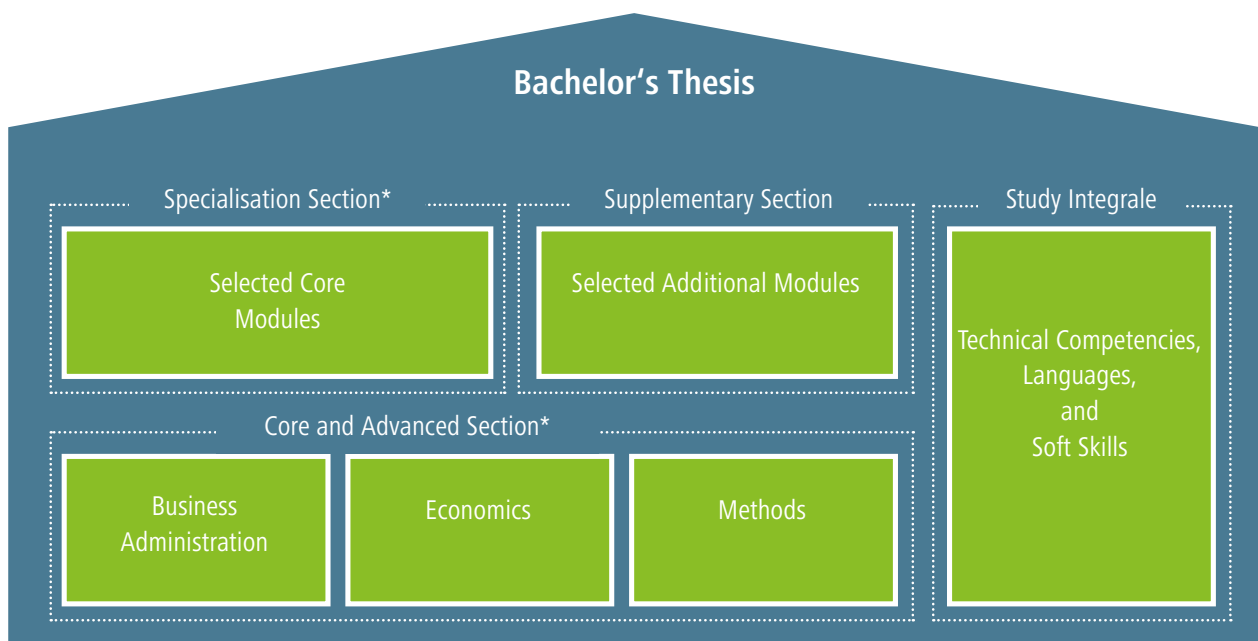 Bachelor‘s Thesis
Specialisation Section*
Supplementary Section
Study Integrale
Selected Core
Modules
Selected Additional Modules
Technical Competencies,
Languages,
and
Soft Skills
Core and Advanced Section*
Business
Administration
Economics
Methods